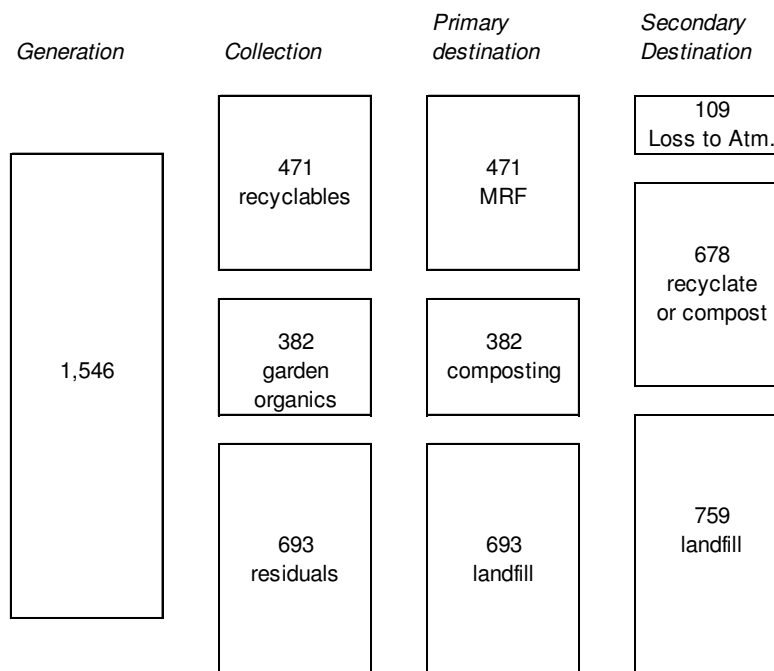 Generation
Collection
Primary
destination
Secondary
Destination
1,546
471
recyclables
382
garden
organics
693
residuals
471
MRF
382
composting
693
landfill
109
Loss to Atm.
678
recyclate
or compost
759
landfill